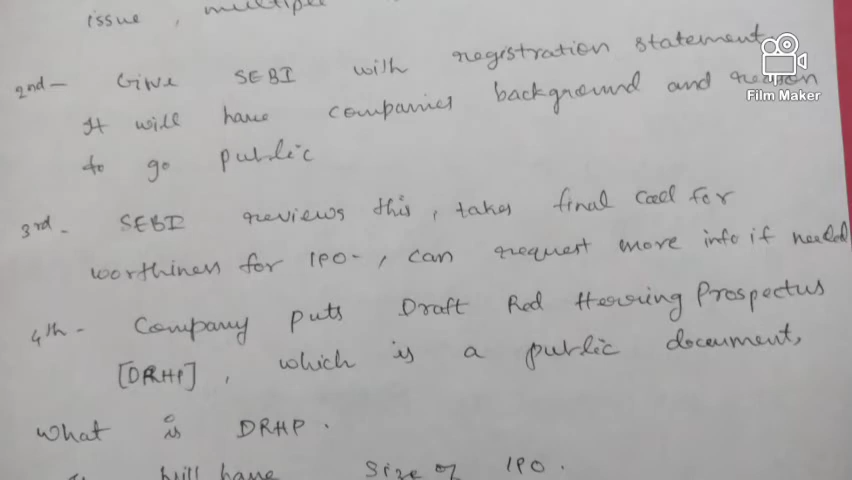 issue, multiple
2nd - Give SEBI with registration statement.
It will have companies background and reason
to go public
3rd - SEBI reviews this, takes final call for
worthiness for IPO-, can request more info if needed
4th - Company puts Draft Red Herring Prospectus
[DRHP], which is a public document,
What is DRHP.
will have size of IPO.
Film Maker